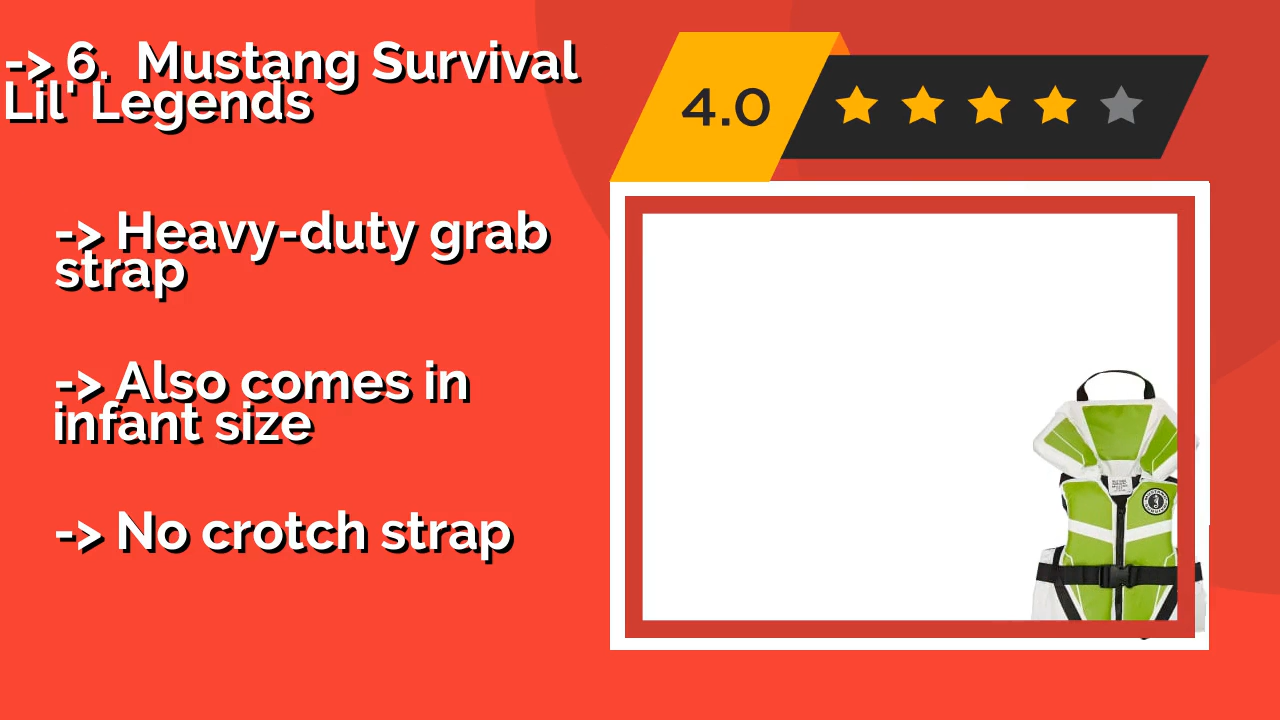 -> 6.  Mustang Survival
Lil' Legends
4.0
-> Heavy-duty grab
strap
-> Also comes in
infant size
-> No crotch strap